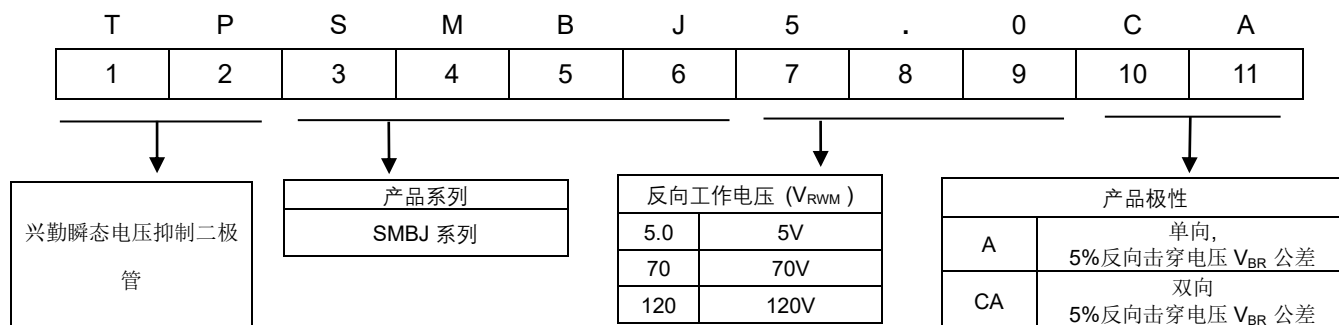 T P S M B J 5 . 0 C A
1 2 3 4 5 6 7 8 9 10 11
兴勤瞬态电压抑制二极
管
产品系列
SMBJ 系列
反向工作电压 (VRWM )
5.0 5V
70 70V
120 120V
产品极性
A 单向,
5%反向击穿电压 VBR 公差
CA 双向
5%反向击穿电压 VBR 公差